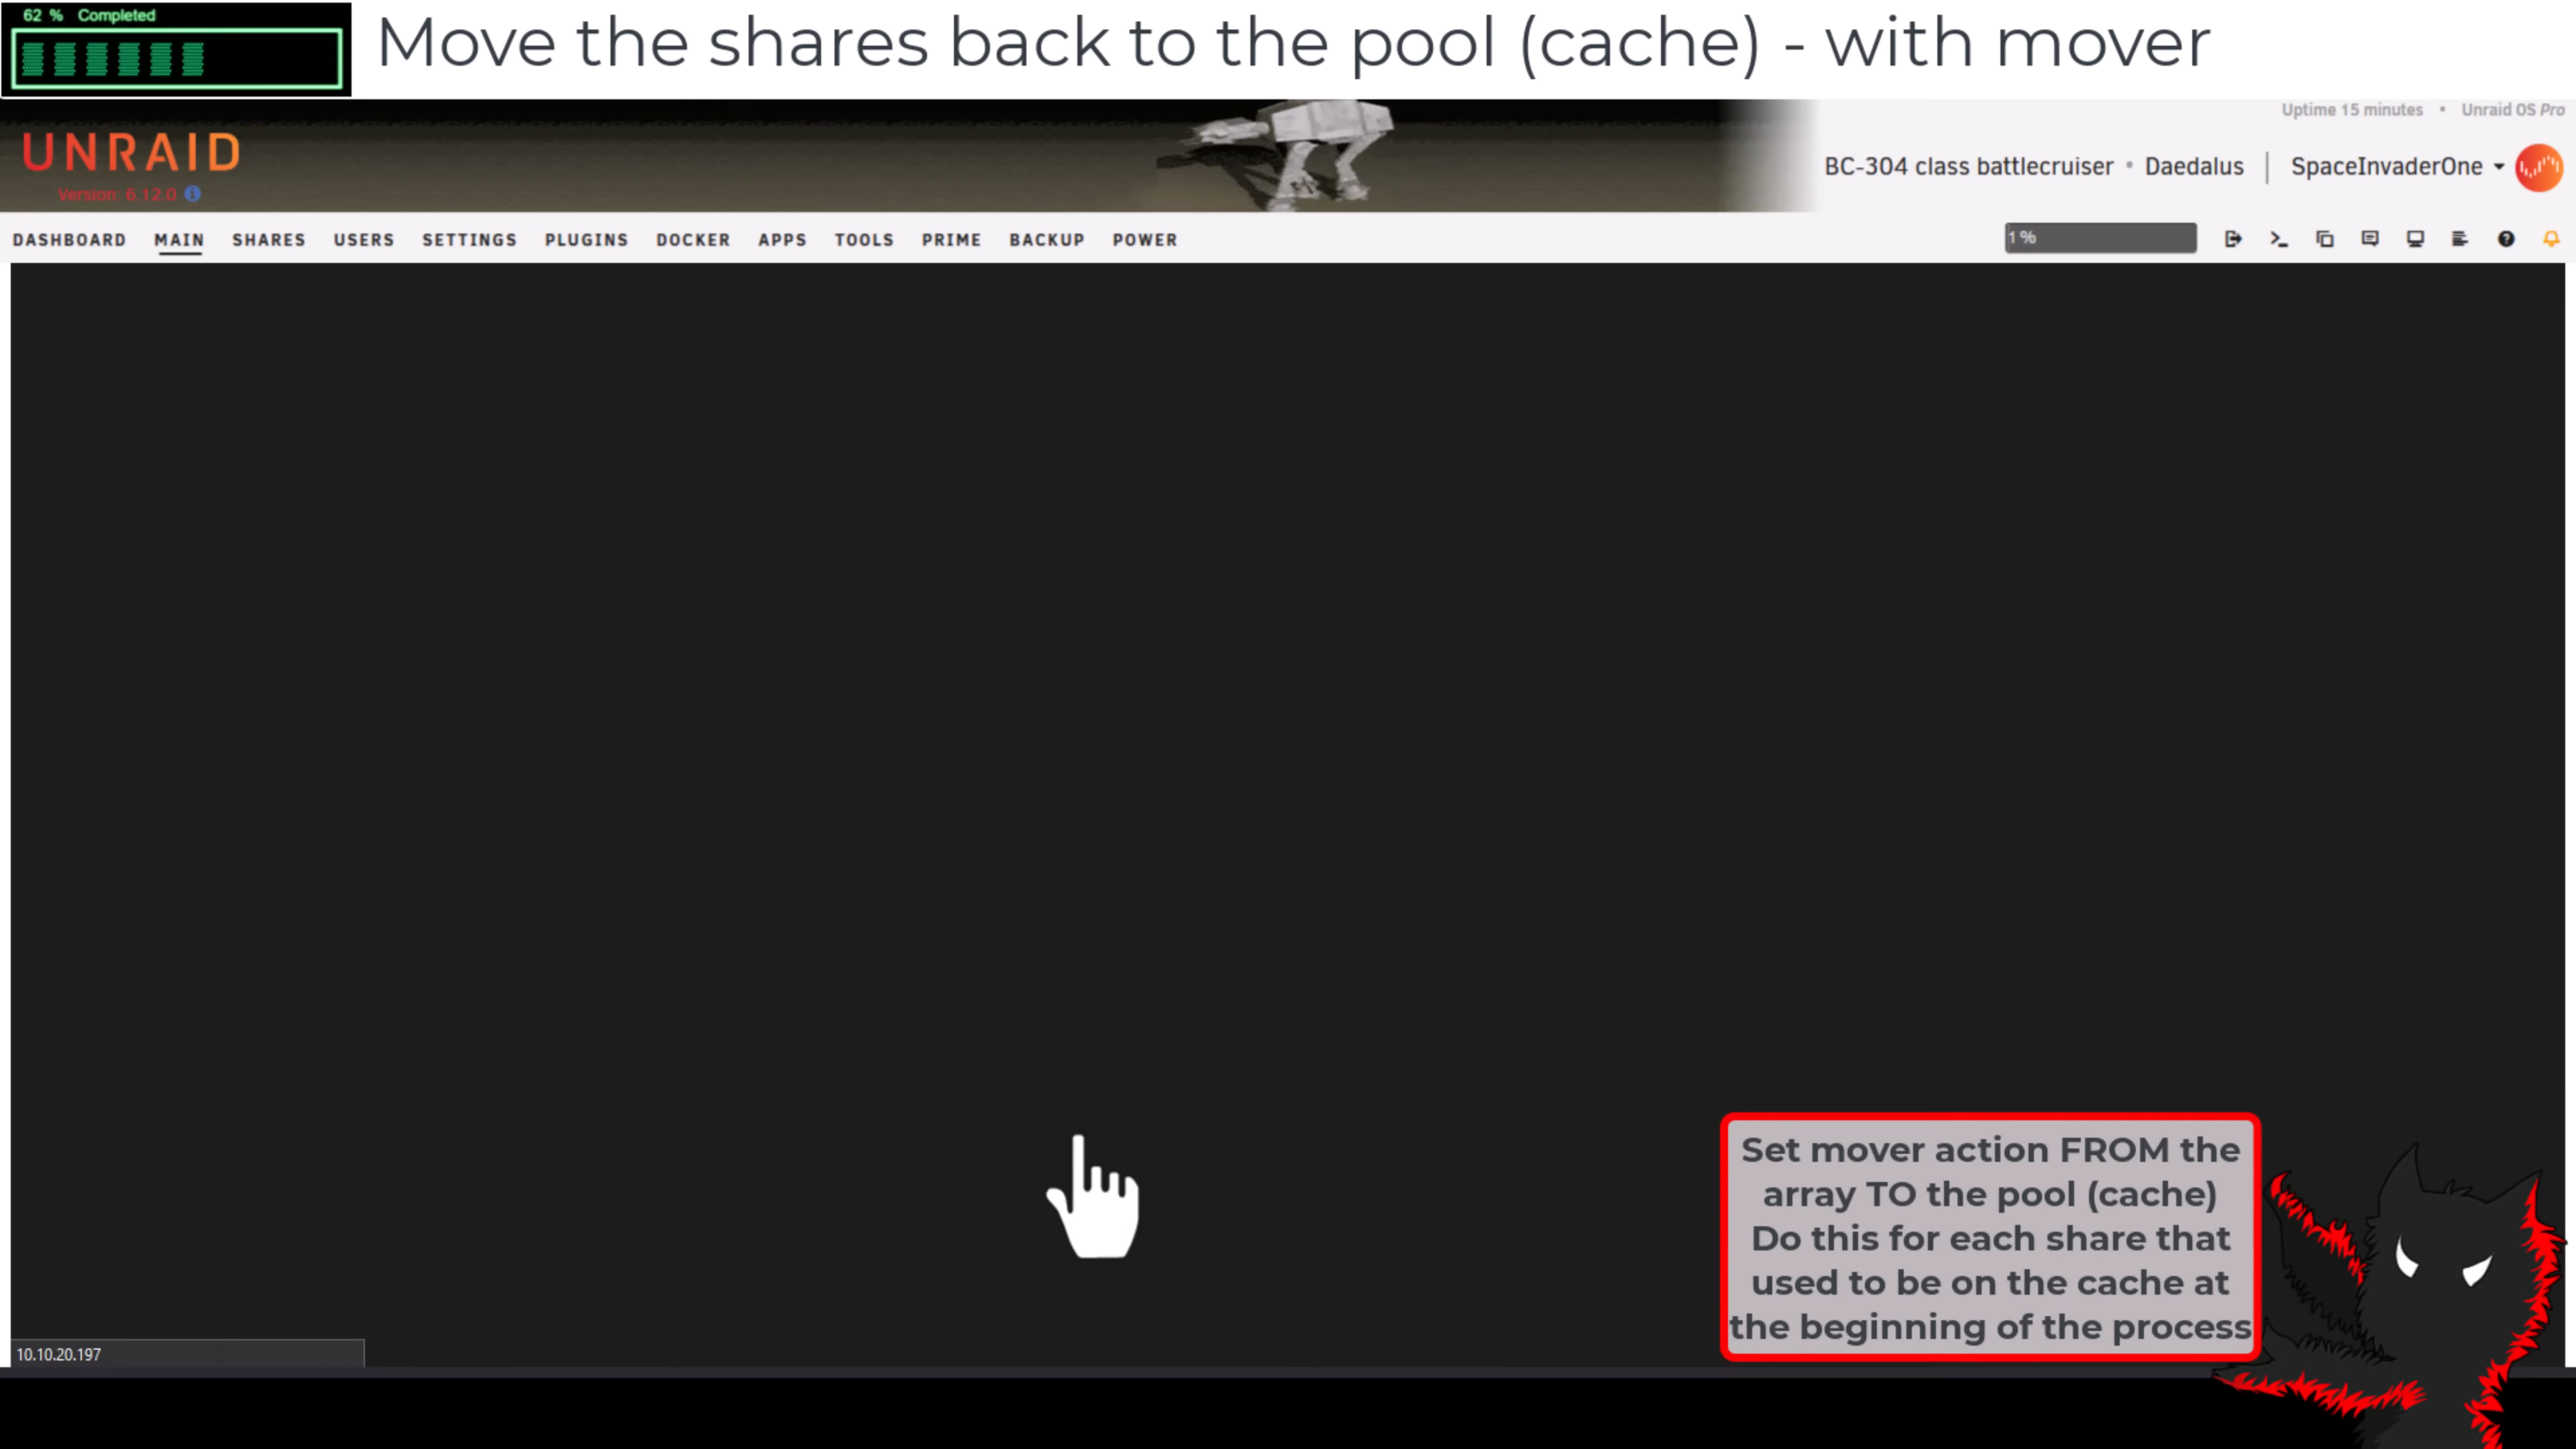 62 % Completed
Move the shares back to the pool (cache) - with mover
Uptime 15 minutes • Unraid OS Pro
UNRAID
Version: 6.12.0
BC-304 class battlecruiser • Daedalus | SpaceInvaderOne
DASHBOARD MAIN SHARES USERS SETTINGS PLUGINS DOCKER APPS TOOLS PRIME BACKUP POWER
1%
Set mover action FROM the
array TO the pool (cache)
Do this for each share that
used to be on the cache at
the beginning of the process
10.10.20.197